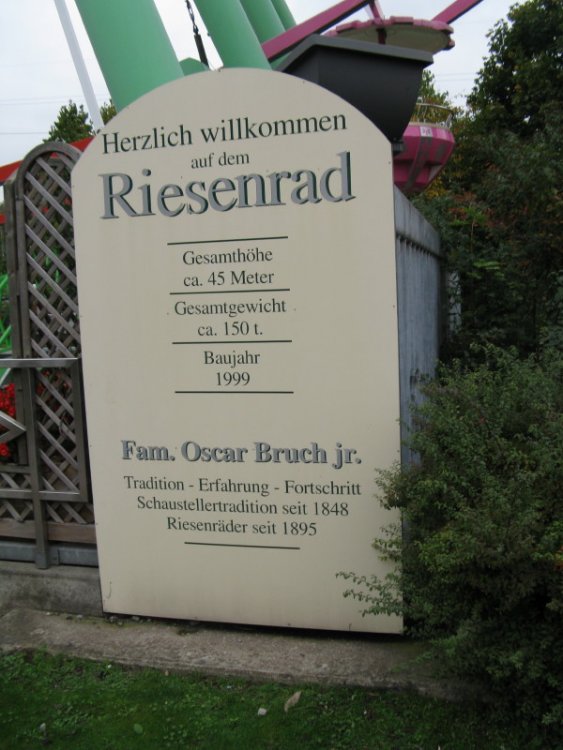 Herzlich willkommen
auf dem
Riesenrad
Gesamthöhe
ca. 45 Meter
Gesamtgewicht
ca. 150 t.
Baujahr
1999
Fam. Oscar Bruch jr.
Tradition - Erfahrung - Fortschritt
Schaustellertradition seit 1848
Riesenräder seit 1895